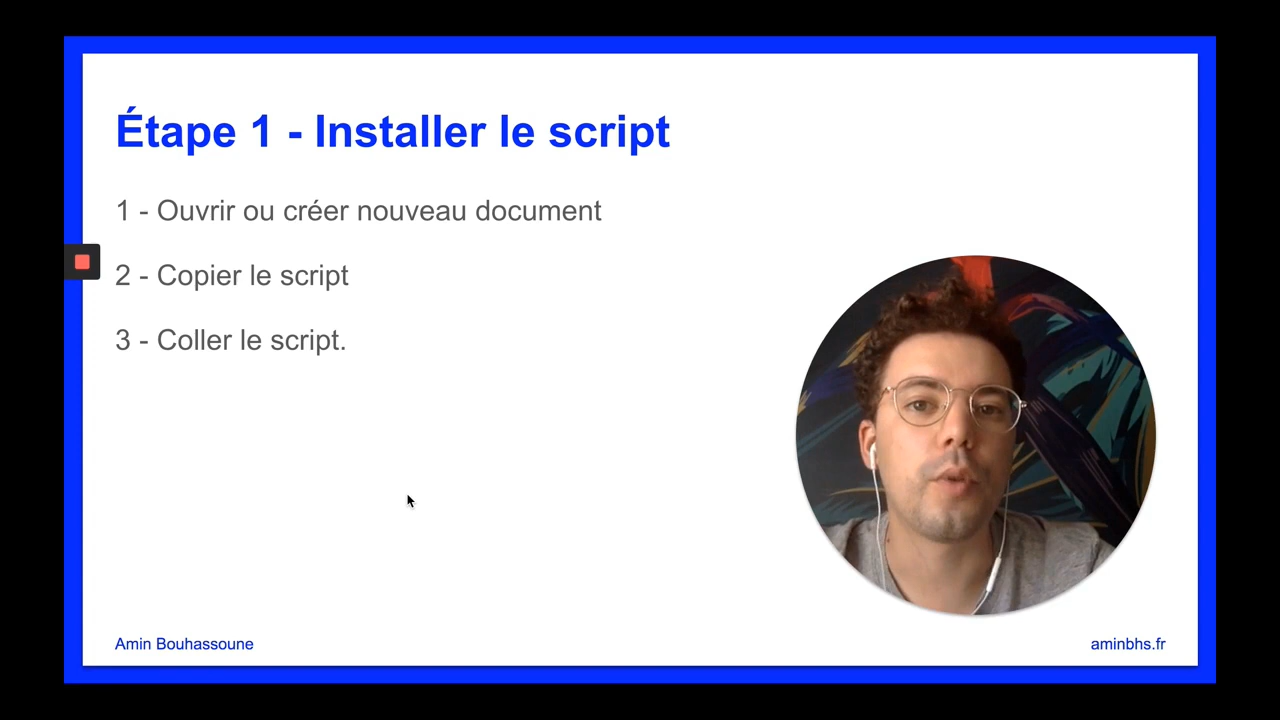 Étape 1 - Installer le script
1 - Ouvrir ou créer nouveau document
2 - Copier le script
3 - Coller le script.
Amin Bouhassoune
aminbhs.fr